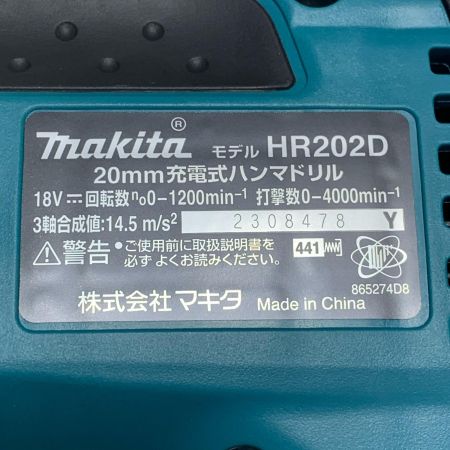 makita® モデル HR202D
20mm充電式ハンマドリル
18V⎓ 回転数n₀0-1200min⁻¹ 打撃数0-4000min⁻¹
3軸合成値:14.5 m/s² 2308478 Y
⚠警告 ●ご使用前に取扱説明書を
必ず よくお読みください。
441
株式会社マキタ Made in China
865274D8